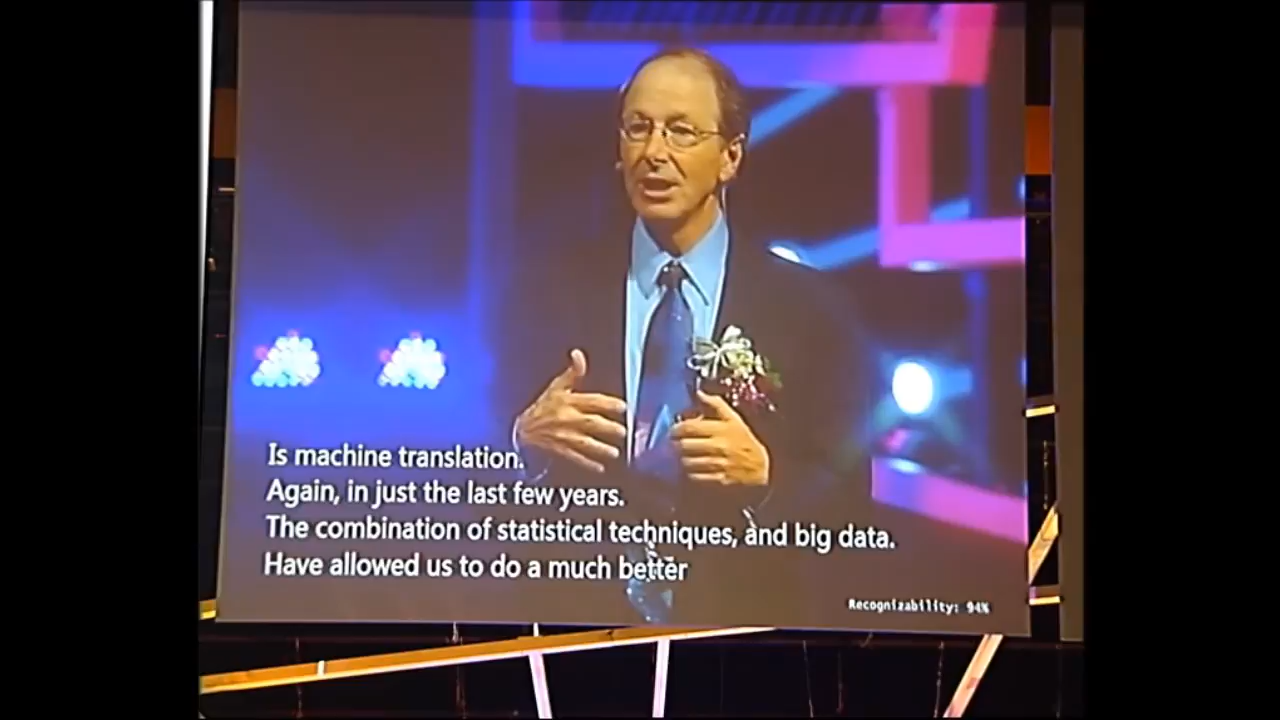 Is machine translation.
Again, in just the last few years.
The combination of statistical techniques, and big data.
Have allowed us to do a much better
Recognizability: 94%